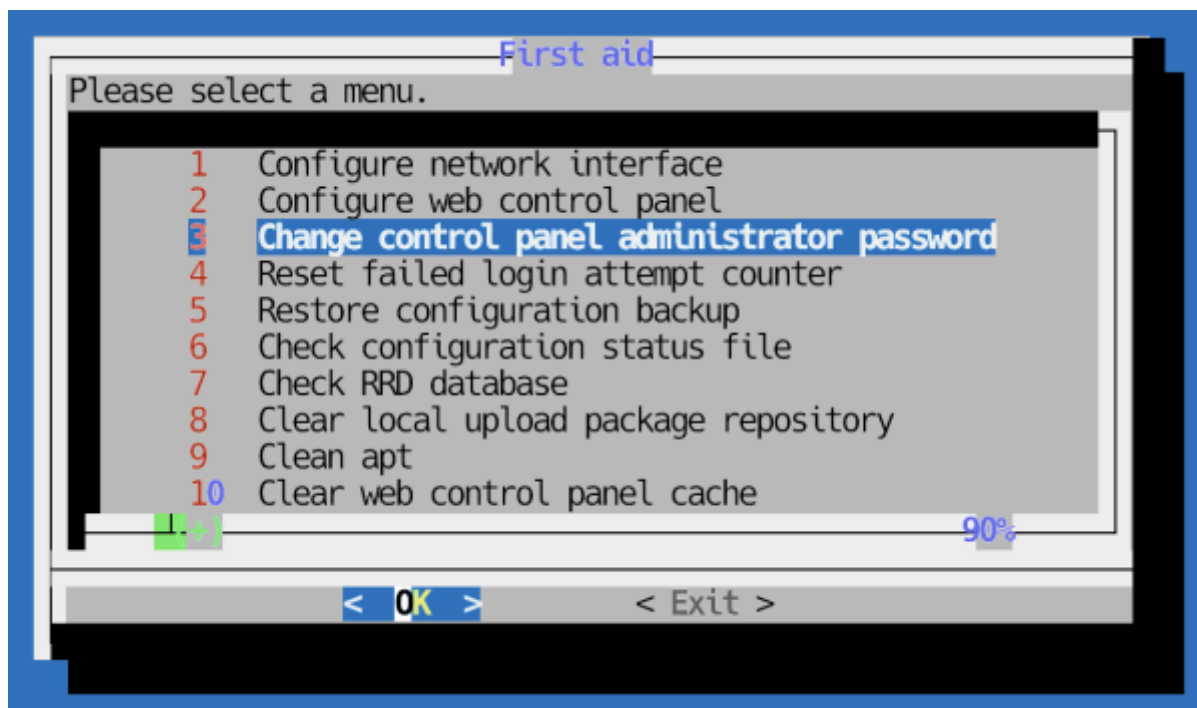 First aid
Please select a menu.
1 Configure network interface
2 Configure web control panel
3 Change control panel administrator password
4 Reset failed login attempt counter
5 Restore configuration backup
6 Check configuration status file
7 Check RRD database
8 Clear local upload package repository
9 Clean apt
10 Clear web control panel cache
(+) 90%
< OK > < Exit >